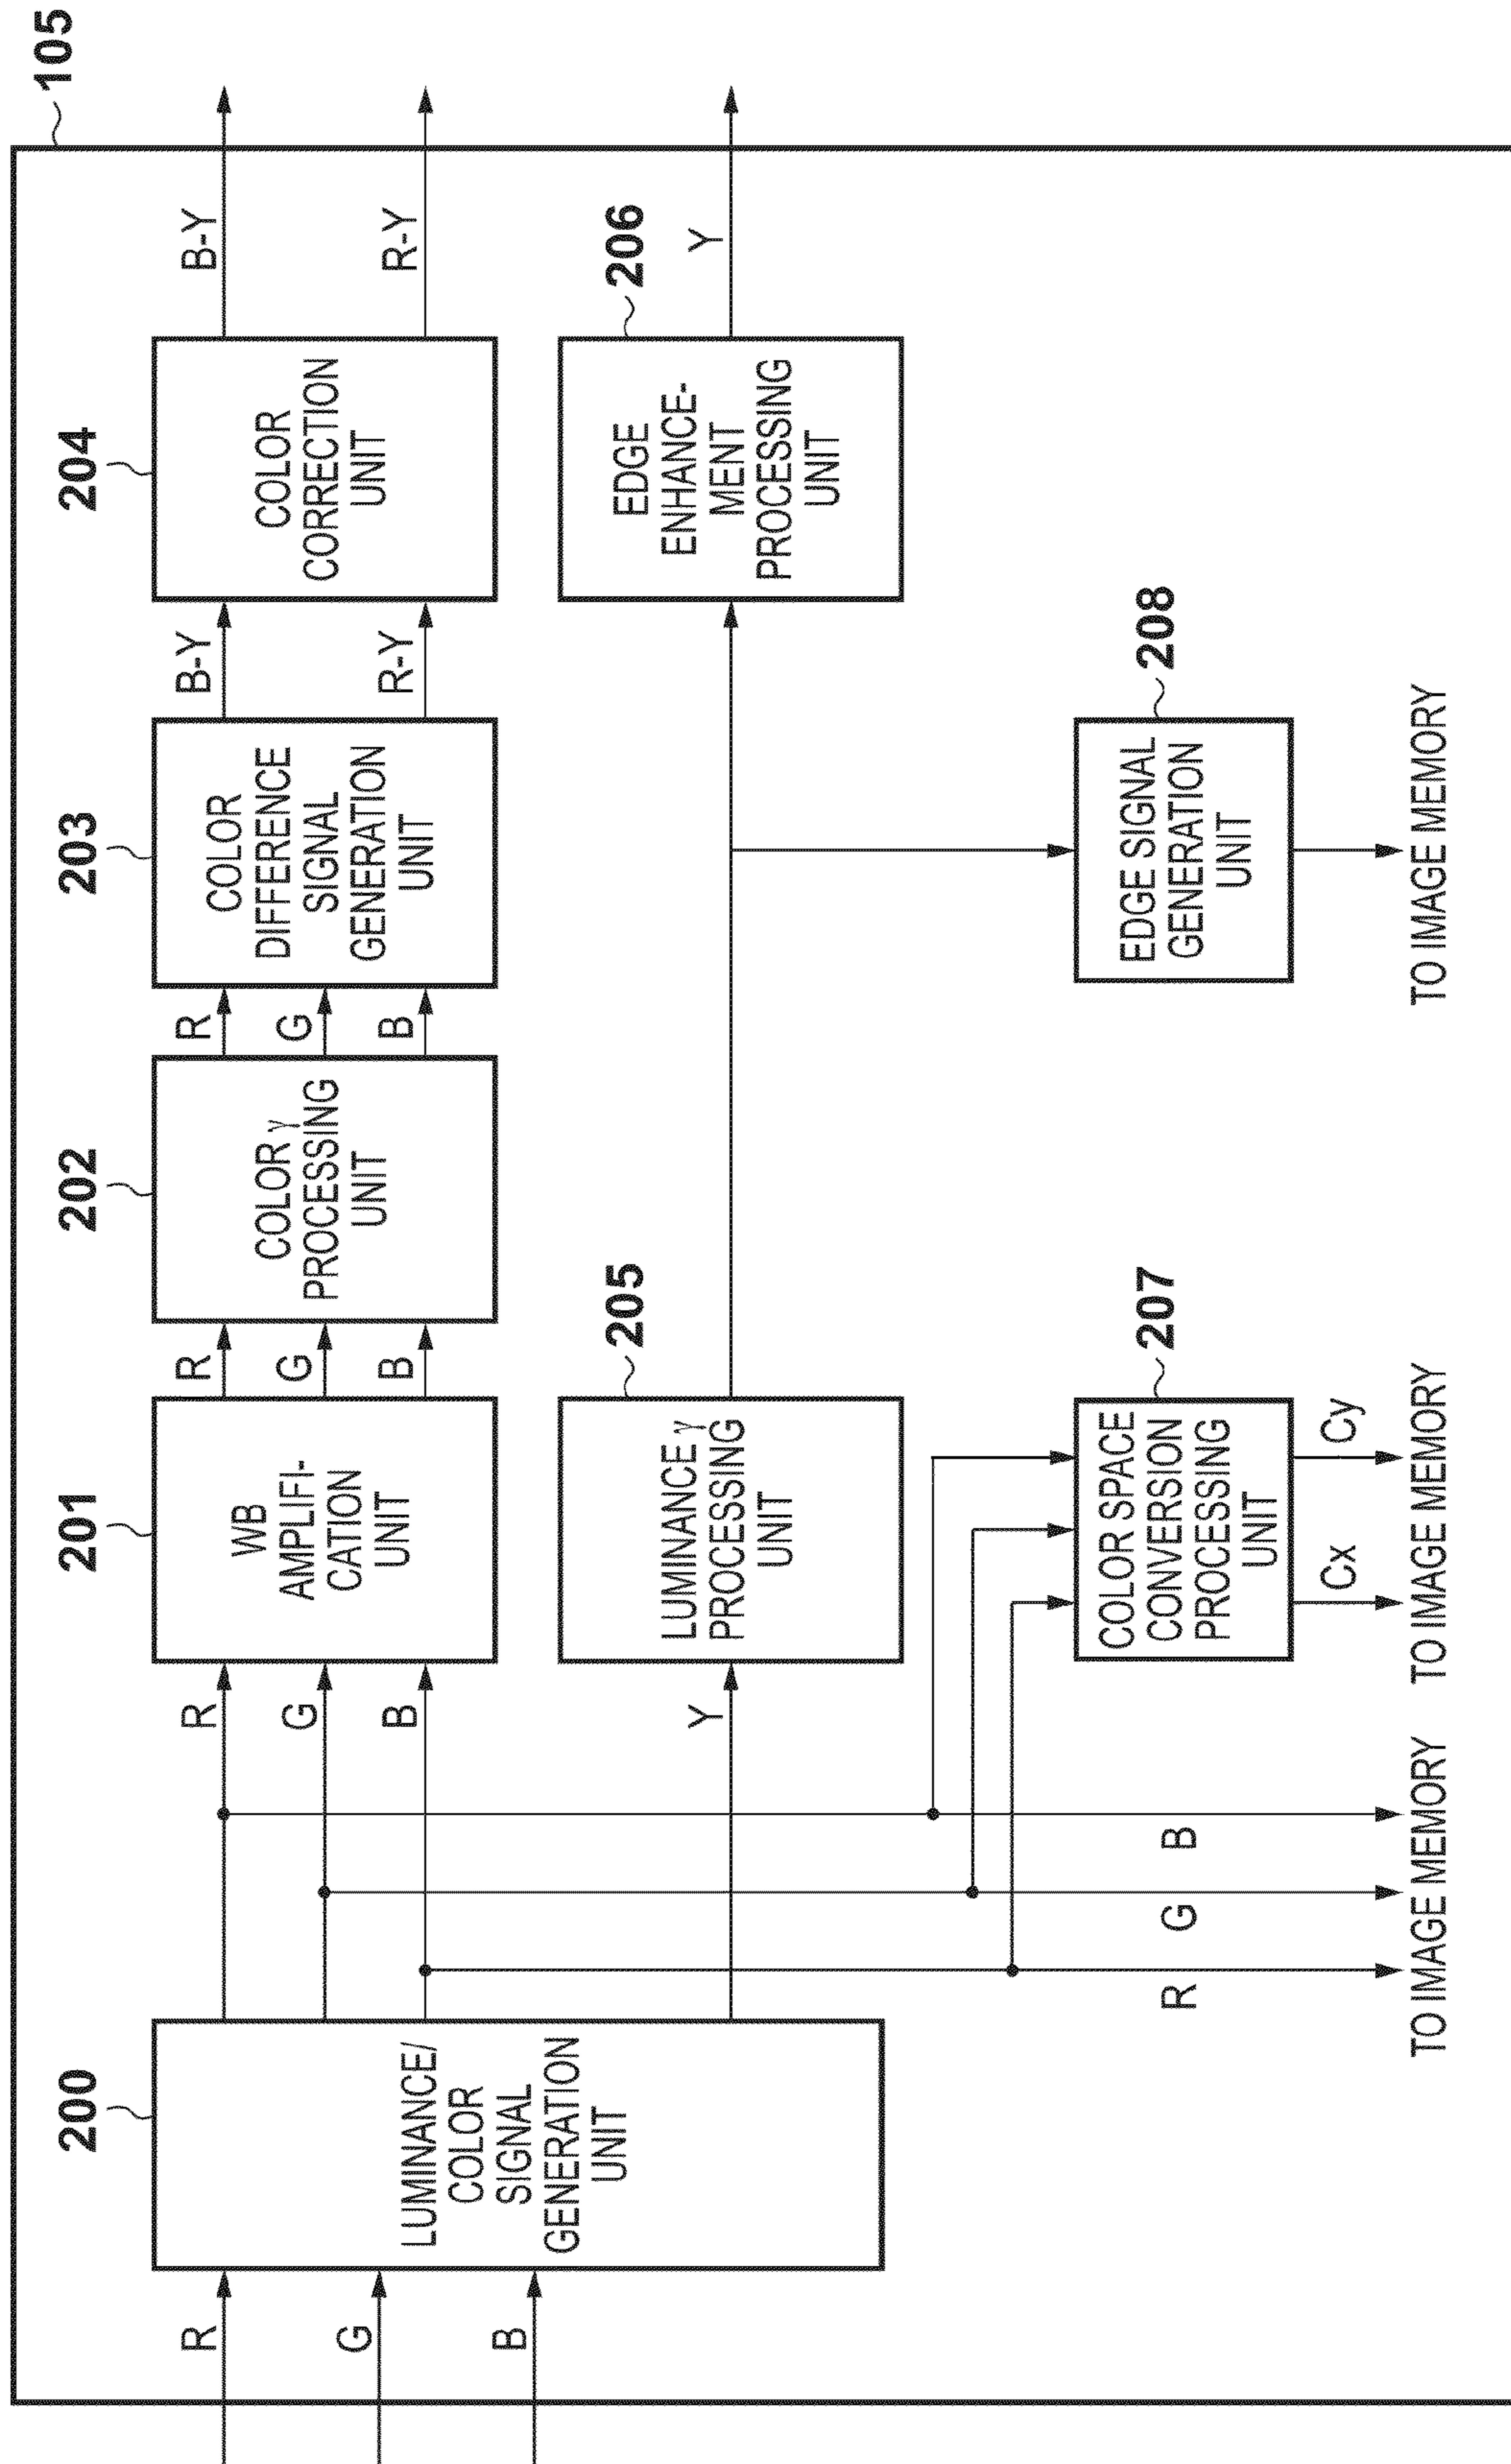 105
200
201
202
203
204
R
G
B
LUMINANCE/
COLOR
SIGNAL
GENERATION
UNIT
R
G
B
Y
WB
AMPLIFI-
CATION
UNIT
R
G
B
COLOR γ
PROCESSING
UNIT
R
G
B
COLOR
DIFFERENCE
SIGNAL
GENERATION
UNIT
B-Y
R-Y
COLOR
CORRECTION
UNIT
B-Y
R-Y
205
LUMINANCE γ
PROCESSING
UNIT
206
EDGE
ENHANCE-
MENT
PROCESSING
UNIT
Y
207
COLOR SPACE
CONVERSION
PROCESSING
UNIT
208
EDGE SIGNAL
GENERATION
UNIT
R
G
B
Cx
Cy
TO IMAGE MEMORY
TO IMAGE MEMORY
TO IMAGE MEMORY